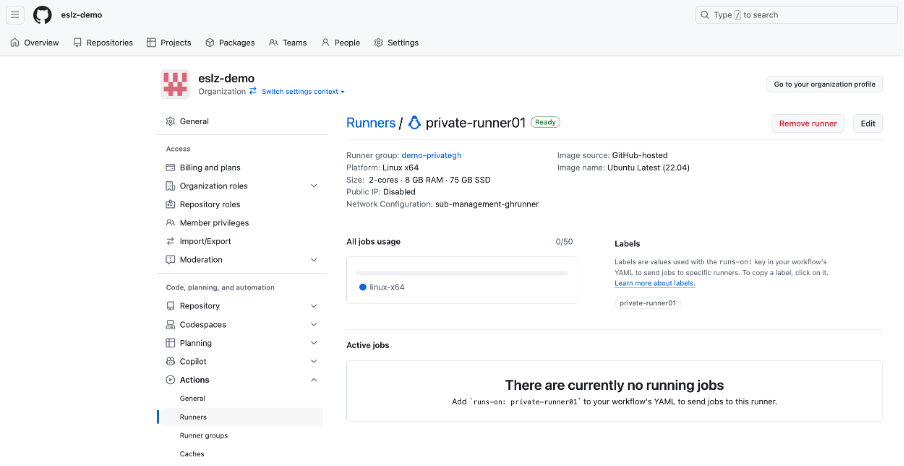 eslz-demo
Type / to search
Overview
Repositories
Projects
Packages
Teams
People
Settings
eslz-demo
Organization Switch settings context
Go to your organization profile
General
Access
Billing and plans
Organization roles
Repository roles
Member privileges
Import/Export
Moderation
Code, planning, and automation
Repository
Codespaces
Planning
Copilot
Actions
General
Runners
Runner groups
Caches
Runners / private-runner01 Ready
Remove runner
Edit
Runner group: demo-privategh
Platform: Linux x64
Size: 2-cores · 8 GB RAM · 75 GB SSD
Public IP: Disabled
Network Configuration: sub-management-ghrunner
Image source: GitHub-hosted
Image name: Ubuntu Latest (22.04)
All jobs usage 0/50
linux-x64
Labels
Labels are values used with the runs-on: key in your workflow's
YAML to send jobs to specific runners. To copy a label, click on it.
Learn more about labels.
private-runner01
Active jobs
There are currently no running jobs
Add `runs-on: private-runner01` to your workflow's YAML to send jobs to this runner.